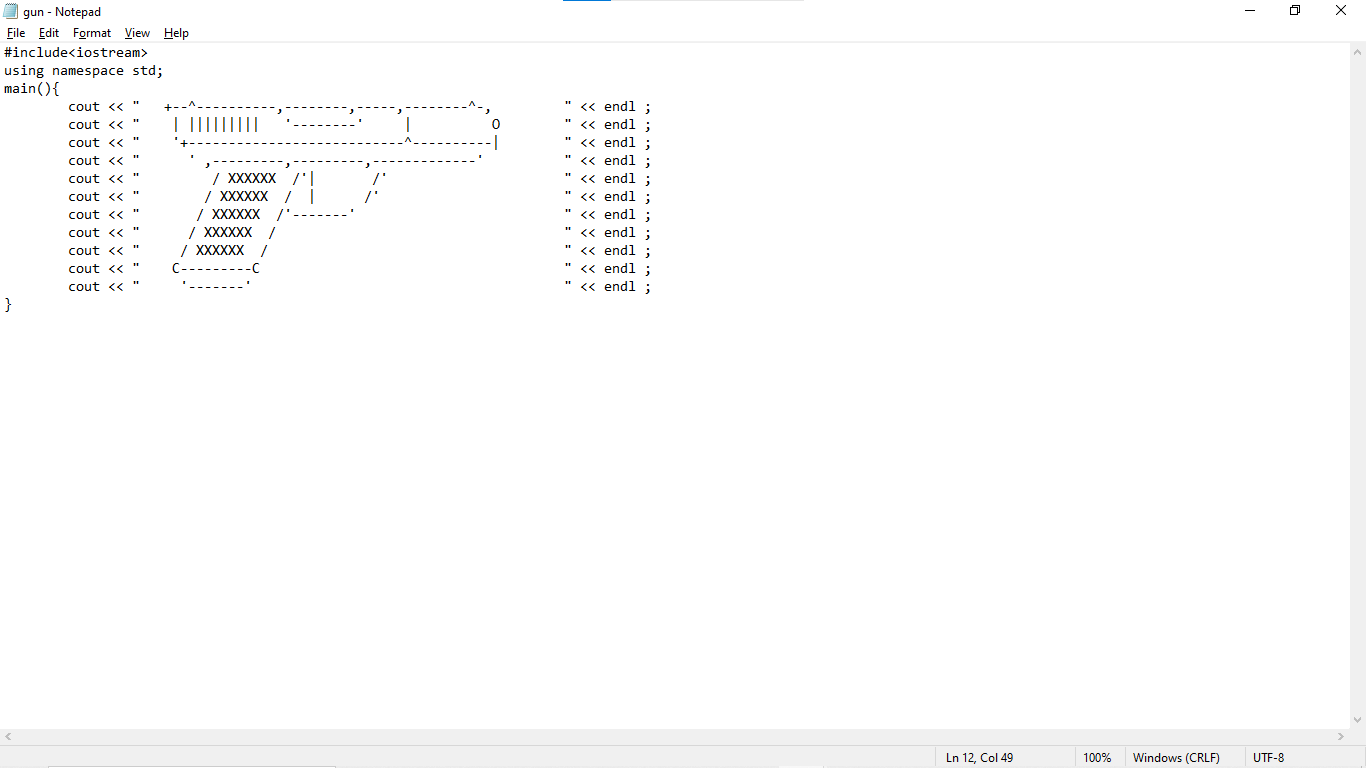 gun - Notepad
File Edit Format View Help
#include<iostream>
using namespace std;
main(){
        cout << "   +--^----------,--------,-----,--------^-,         " << endl ;
        cout << "    | |||||||||   '--------'     |          O        " << endl ;
        cout << "    '+---------------------------^----------|        " << endl ;
        cout << "      ' ,---------,---------,-------------'          " << endl ;
        cout << "         / XXXXXX  /'|       /'                      " << endl ;
        cout << "        / XXXXXX  /  |      /'                       " << endl ;
        cout << "       / XXXXXX  /'-------'                          " << endl ;
        cout << "      / XXXXXX  /                                    " << endl ;
        cout << "     / XXXXXX  /                                     " << endl ;
        cout << "    C---------C                                      " << endl ;
        cout << "     '-------'                                       " << endl ;
}
Ln 12, Col 49 100% Windows (CRLF) UTF-8